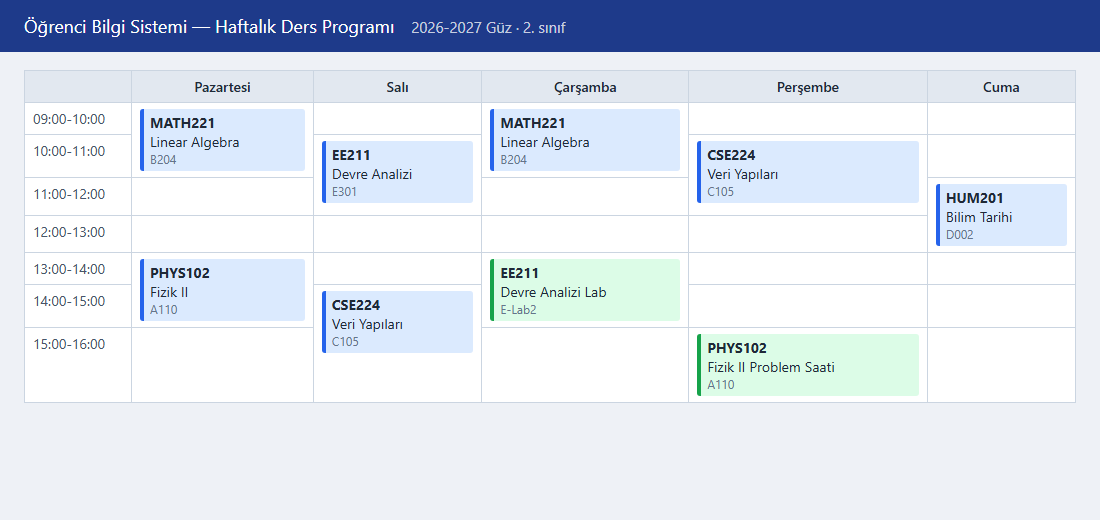 Öğrenci Bilgi Sistemi — Haftalık Ders Programı 2026-2027 Güz · 2. sınıf
Pazartesi Salı Çarşamba Perşembe Cuma
09:00-10:00
MATH221
Linear Algebra
B204
MATH221
Linear Algebra
B204
10:00-11:00
EE211
Devre Analizi
E301
CSE224
Veri Yapıları
C105
11:00-12:00
HUM201
Bilim Tarihi
D002
12:00-13:00
13:00-14:00
PHYS102
Fizik II
A110
EE211
Devre Analizi Lab
E-Lab2
14:00-15:00
CSE224
Veri Yapıları
C105
15:00-16:00
PHYS102
Fizik II Problem Saati
A110